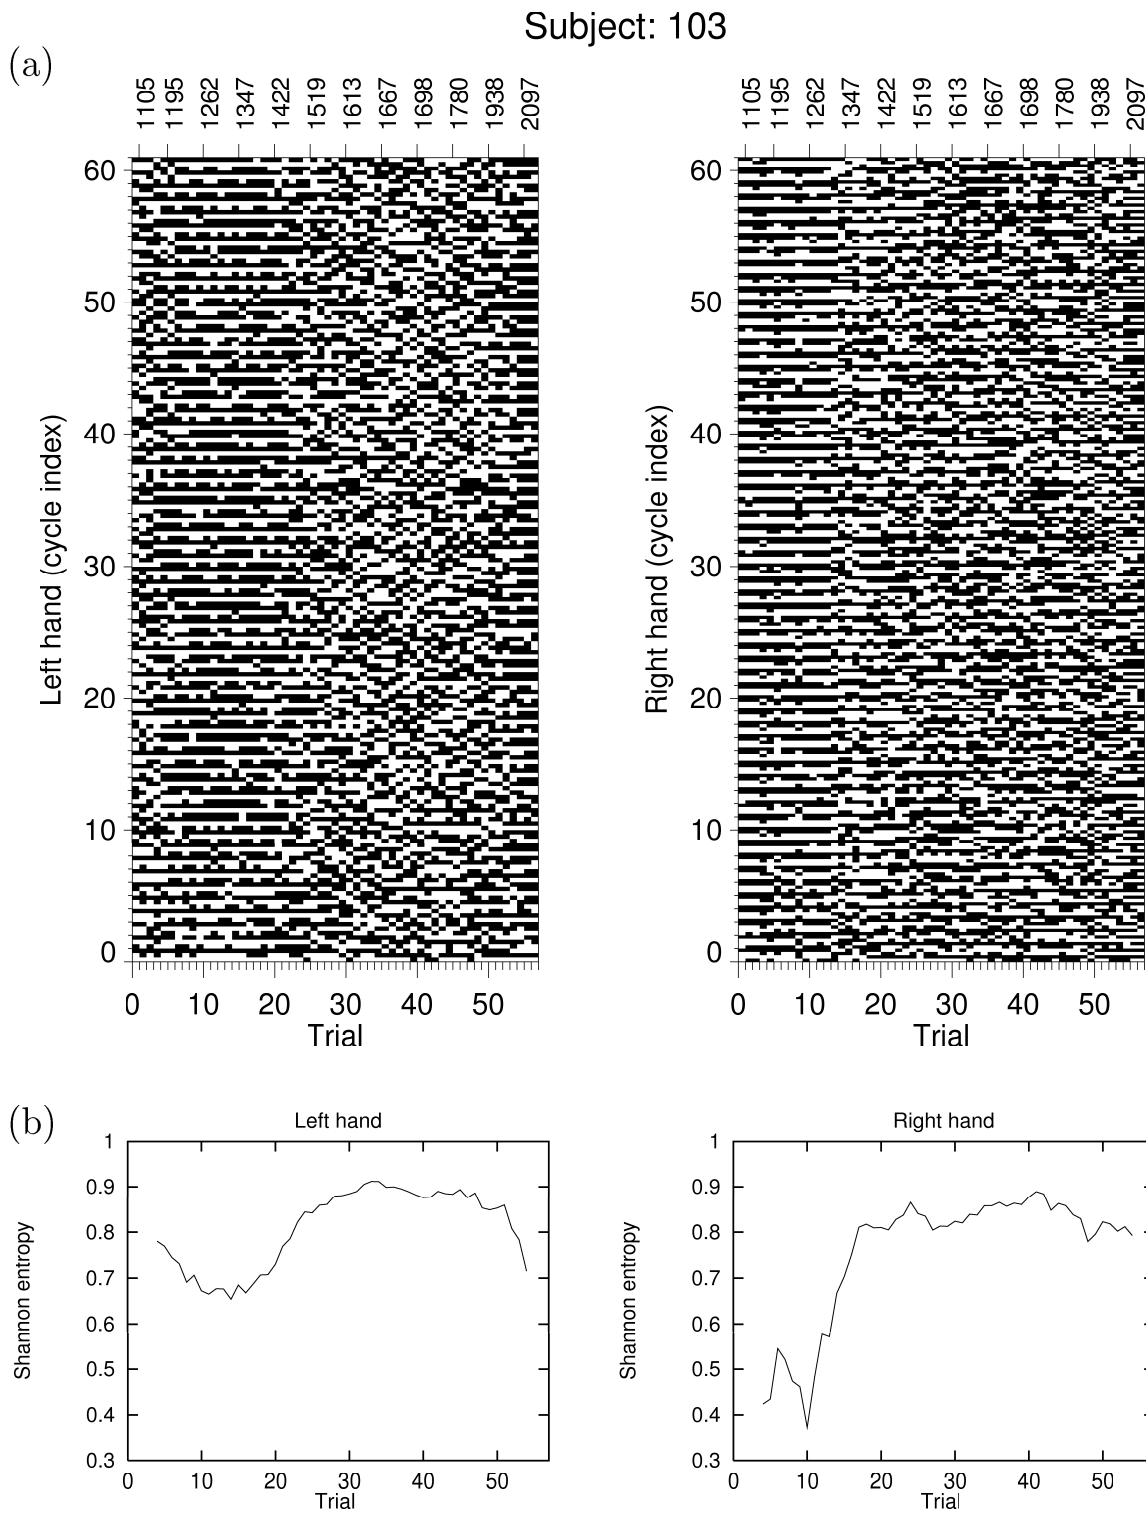 Subject: 103
(a)
1105 1195 1262 1347 1422 1519 1613 1667 1698 1780 1938 2097
1105 1195 1262 1347 1422 1519 1613 1667 1698 1780 1938 2097
Left hand (cycle index)
60
50
40
30
20
10
0
0 10 20 30 40 50
Trial
Right hand (cycle index)
60
50
40
30
20
10
0
0 10 20 30 40 50
Trial
(b)
Left hand
Shannon entropy
1
0.9
0.8
0.7
0.6
0.5
0.4
0.3
0 10 20 30 40 50
Trial
Right hand
Shannon entropy
1
0.9
0.8
0.7
0.6
0.5
0.4
0.3
0 10 20 30 40 50
Trial